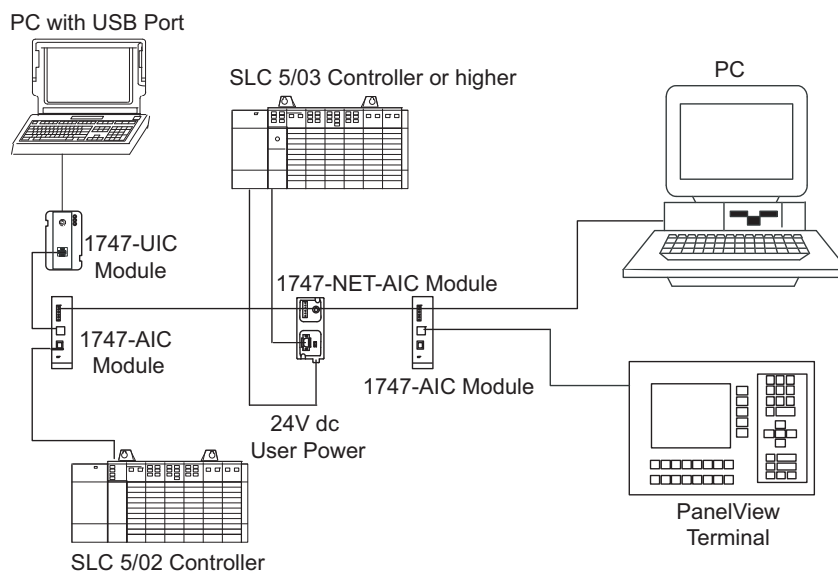 PC with USB Port
SLC 5/03 Controller or higher
PC
1747-UIC
Module
1747-NET-AIC Module
1747-AIC
Module
1747-AIC Module
24V dc
User Power
PanelView
Terminal
SLC 5/02 Controller